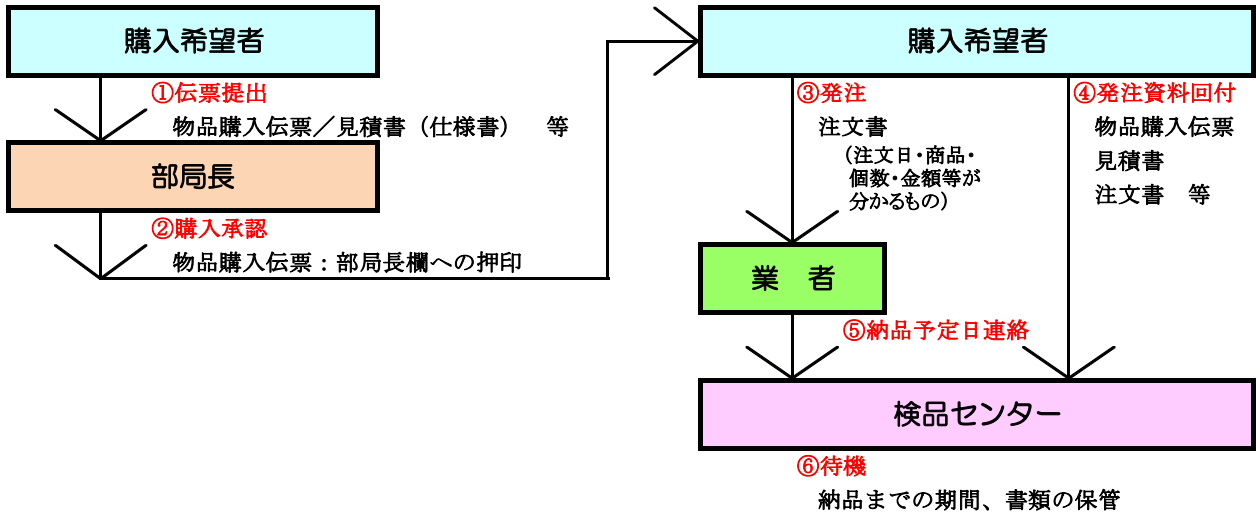 購入希望者
①伝票提出
物品購入伝票／見積書（仕様書）　等
部局長
②購入承認
物品購入伝票：部局長欄への押印
購入希望者
③発注
注文書
（注文日・商品・
個数・金額等が
分かるもの）
④発注資料回付
物品購入伝票
見積書
注文書　等
業　者
⑤納品予定日連絡
検品センター
⑥待機
納品までの期間、書類の保管